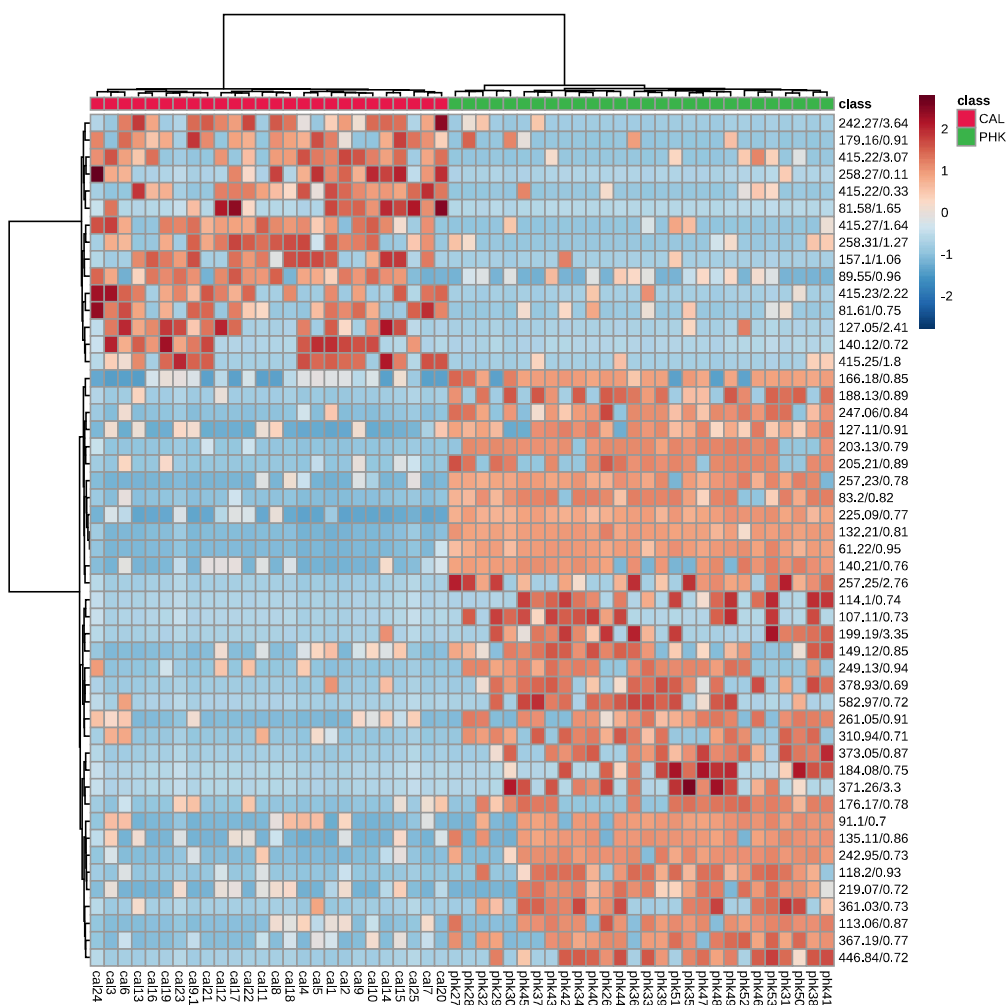 class
242.27/3.64
179.16/0.91
415.22/3.07
258.27/0.11
415.22/0.33
81.58/1.65
415.27/1.64
258.31/1.27
157.1/1.06
89.55/0.96
415.23/2.22
81.61/0.75
127.05/2.41
140.12/0.72
415.25/1.8
166.18/0.85
188.13/0.89
247.06/0.84
127.11/0.91
203.13/0.79
205.21/0.89
257.23/0.78
83.2/0.82
225.09/0.77
132.21/0.81
61.22/0.95
140.21/0.76
257.25/2.76
114.1/0.74
107.11/0.73
199.19/3.35
149.12/0.85
249.13/0.94
378.93/0.69
582.97/0.72
261.05/0.91
310.94/0.71
373.05/0.87
184.08/0.75
371.26/3.3
176.17/0.78
91.1/0.7
135.11/0.86
242.95/0.73
118.2/0.93
219.07/0.72
361.03/0.73
113.06/0.87
367.19/0.77
446.84/0.72
2
1
0
-1
-2
class
CAL
PHK
cal24
cal3
cal6
cal13
cal16
cal19
cal23
cal9.1
cal21
cal12
cal17
cal22
cal11
cal8
cal18
cal4
cal5
cal1
cal2
cal9
cal10
cal14
cal15
cal25
cal7
cal20
phk27
phk28
phk32
phk29
phk30
phk45
phk37
phk43
phk42
phk34
phk40
phk26
phk44
phk36
phk33
phk39
phk51
phk35
phk47
phk48
phk49
phk52
phk46
phk53
phk31
phk50
phk38
phk41